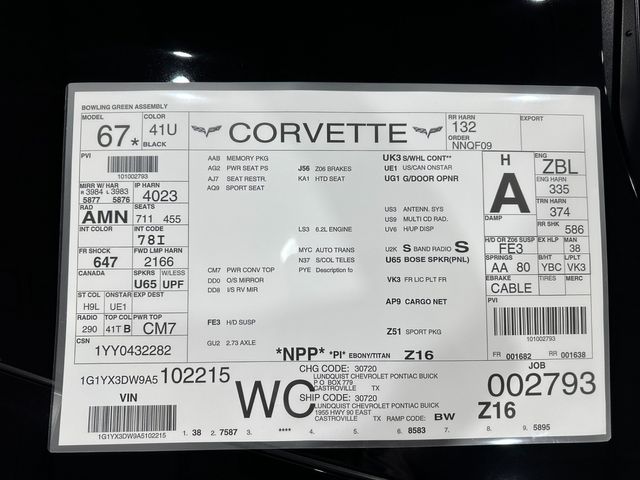 BOWLING GREEN ASSEMBLY
MODEL
67*
COLOR
41U
BLACK
CORVETTE
RR HARN
132
ORDER
NNQF09
EXPORT
PVI
101002793
MIRR W/ HAR
R 3984 L 3983
5877 5876
IP HARN
4023
RAD
AMN
SEATS
711 455
INT COLOR
INT CODE
78I
FR SHOCK
647
FWD LMP HARN
2166
CANADA
SPKRS
U65
W/LESS
UPF
ST COL
H9L
ONSTAR
UE1
EXP DEST
RADIO
290
TOP COL
41T B
PWR TOP
CM7
CSN
1YY0432282
AAB MEMORY PKG
AG2 PWR SEAT PS
AJ7 SEAT RESTR.
AQ9 SPORT SEAT
CM7 PWR CONV TOP
DD0 O/S MIRROR
DD8 I/S RV MIR
FE3 H/D SUSP
GU2 2.73 AXLE
J56 Z06 BRAKES
KA1 HTD SEAT
LS3 6.2L ENGINE
MYC AUTO TRANS
N37 S/COL TELES
PYE Description fo
UK3 S/WHL CONT**
UE1 US/CAN ONSTAR
UG1 G/DOOR OPNR
US3 ANTENN. SYS
US9 MULTI CD RAD.
UV6 H/UP DISP
U2K S BAND RADIO S
U65 BOSE SPKR(PNL)
VK3 FR LIC PLT FR
AP9 CARGO NET
Z51 SPORT PKG
*NPP* *PI* EBONY/TITAN Z16
H
A
DAMP
ENG
ZBL
ENG HARN
335
TRN HARN
374
RR SHK
586
H/D OR Z06 SUSP
FE3
EX HLP
MAN
38
SPRINGS
AA 80
B/HT
YBC
L/PLT
VK3
EBRAKE
CABLE
TIRES
MERC
PVI
101002793
FR 001682 RR 001638
1G1YX3DW9A5102215
VIN
1G1YX3DW9A5102215
WC
CHG CODE: 30720
LUNDQUIST CHEVROLET PONTIAC BUICK
P O BOX 779
CASTROVILLE TX
SHIP CODE: 30720
LUNDQUIST CHEVROLET PONTIAC BUICK
1955 HWY 90 EAST
CASTROVILLE TX RAMP CODE: BW
JOB
002793
Z16
1. 38 2. 7587 3. **** 4. 5. 6. 8583 7. 8. 9. 5895